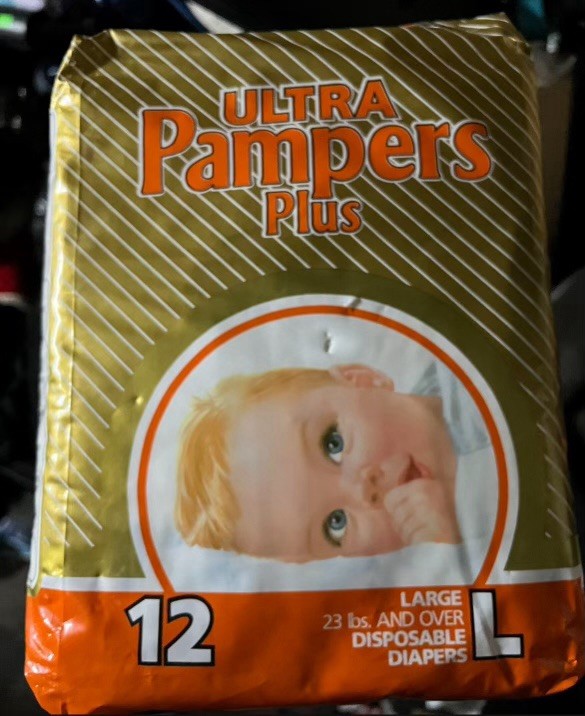 ULTRA
Pampers
Plus
12
LARGE
23 lbs. AND OVER
DISPOSABLE
DIAPERS
L